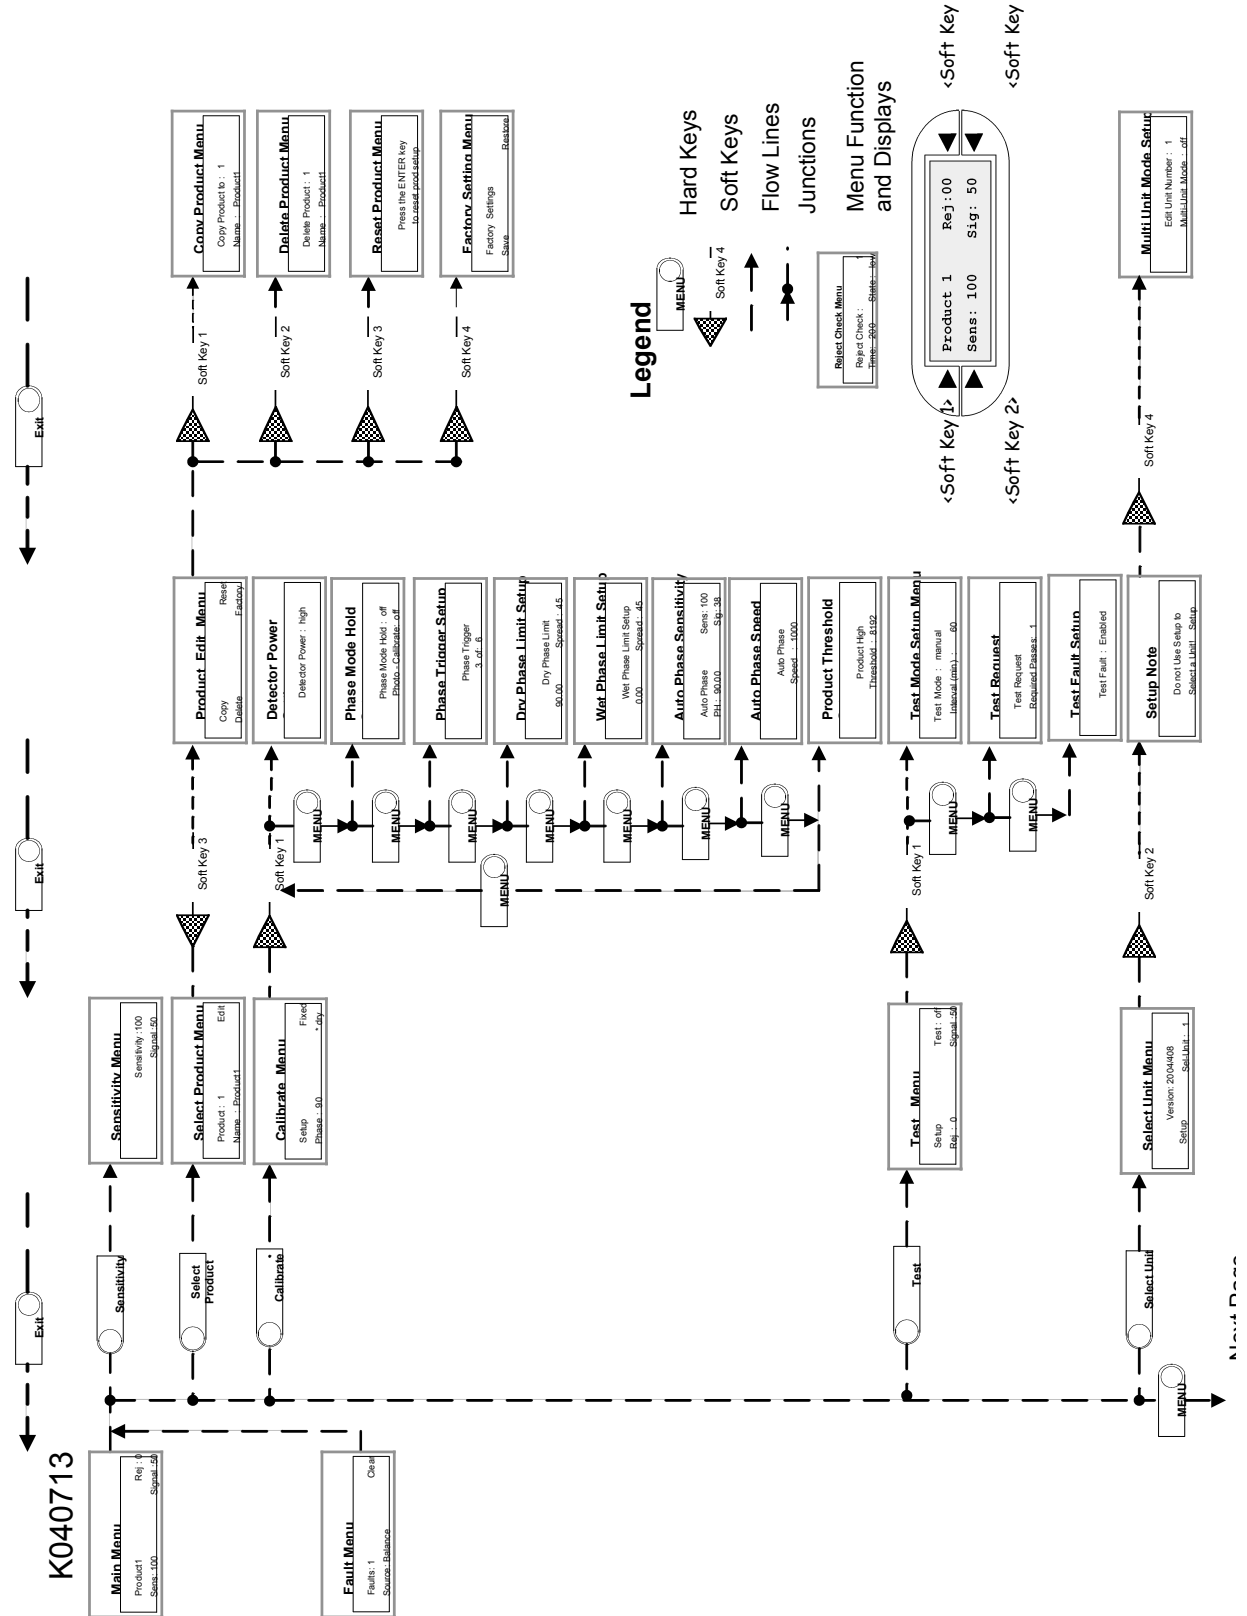 K040713
Exit
Exit
Exit
Main Menu
Product1 Rej : 0
Sens: 100 Signal :50
Fault Menu
Faults: 1 Clear
Source: Balance
Sensitivity
Select
Product
Calibrate *
Test
Select Unit
MENU
Next Page
Sensitivity Menu
Sensitivity :100
Signal:50
Select Product Menu
Product : 1 Edit
Name : Product1
Calibrate Menu
Setup Fixed
Phase : 90 * dry
Test Menu
Setup Test : off
Rej : 0 Signal :50
Select Unit Menu
Version: 2004/408
Setup Sel-Unit : 1
Soft Key 3
Soft Key 1
MENU
MENU
MENU
MENU
MENU
MENU
MENU
MENU
Soft Key 1
MENU
MENU
Soft Key 2
Product Edit Menu
Copy Reset
Delete Factory
Detector Power
Detector Power : high
Phase Mode Hold
Phase Mode Hold : off
Photo -Calibrate: off
Phase Trigger Setup
Phase Trigger
3 of: 6
Dry Phase Limit Setup
Dry Phase Limit
90.00 Spread : 45
Wet Phase Limit Setup
Wet Phase Limit Setup
0.00 Spread : 45
Auto Phase Sensitivity
Auto Phase Sens: 100
PH : 90.00 Sig: 38
Auto Phase Speed
Auto Phase
Speed : 1000
Product Threshold
Product High
Threshold : 8192
Test Mode Setup Menu
Test Mode : manual
Interval (min) : 60
Test Request
Test Request
Required Passes: 1
Test Fault Setup
Test Fault : Enabled
Setup Note
Do not Use Setup to
Select a Unit! Setup
Soft Key 1
Soft Key 2
Soft Key 3
Soft Key 4
Soft Key 4
Copy Product Menu
Copy Product to : 1
Name : Product1
Delete Product Menu
Delete Product : 1
Name : Product1
Reset Product Menu
Press the ENTER key
to reset prod setup
Factory Setting Menu
Factory Settings
Save Restore
Multi Unit Mode Setup
Edit Unit Number : 1
Multi-Unit Mode : off
Legend
MENU
Hard Keys
Soft Key 4
Soft Keys
Flow Lines
Junctions
Reject Check Menu
Reject Check : 1
Time: 200 State : low
Menu Function
and Displays
<Soft Key 1>
<Soft Key 2>
Product 1 Rej:00
Sens: 100 Sig: 50
<Soft Key
<Soft Key